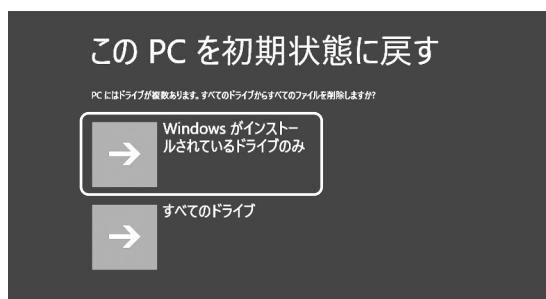 この PC を初期状態に戻す
PC にはドライブが複数あります。すべてのドライブからすべてのファイルを削除しますか?
Windows がインストー
ルされているドライブのみ
すべてのドライブ